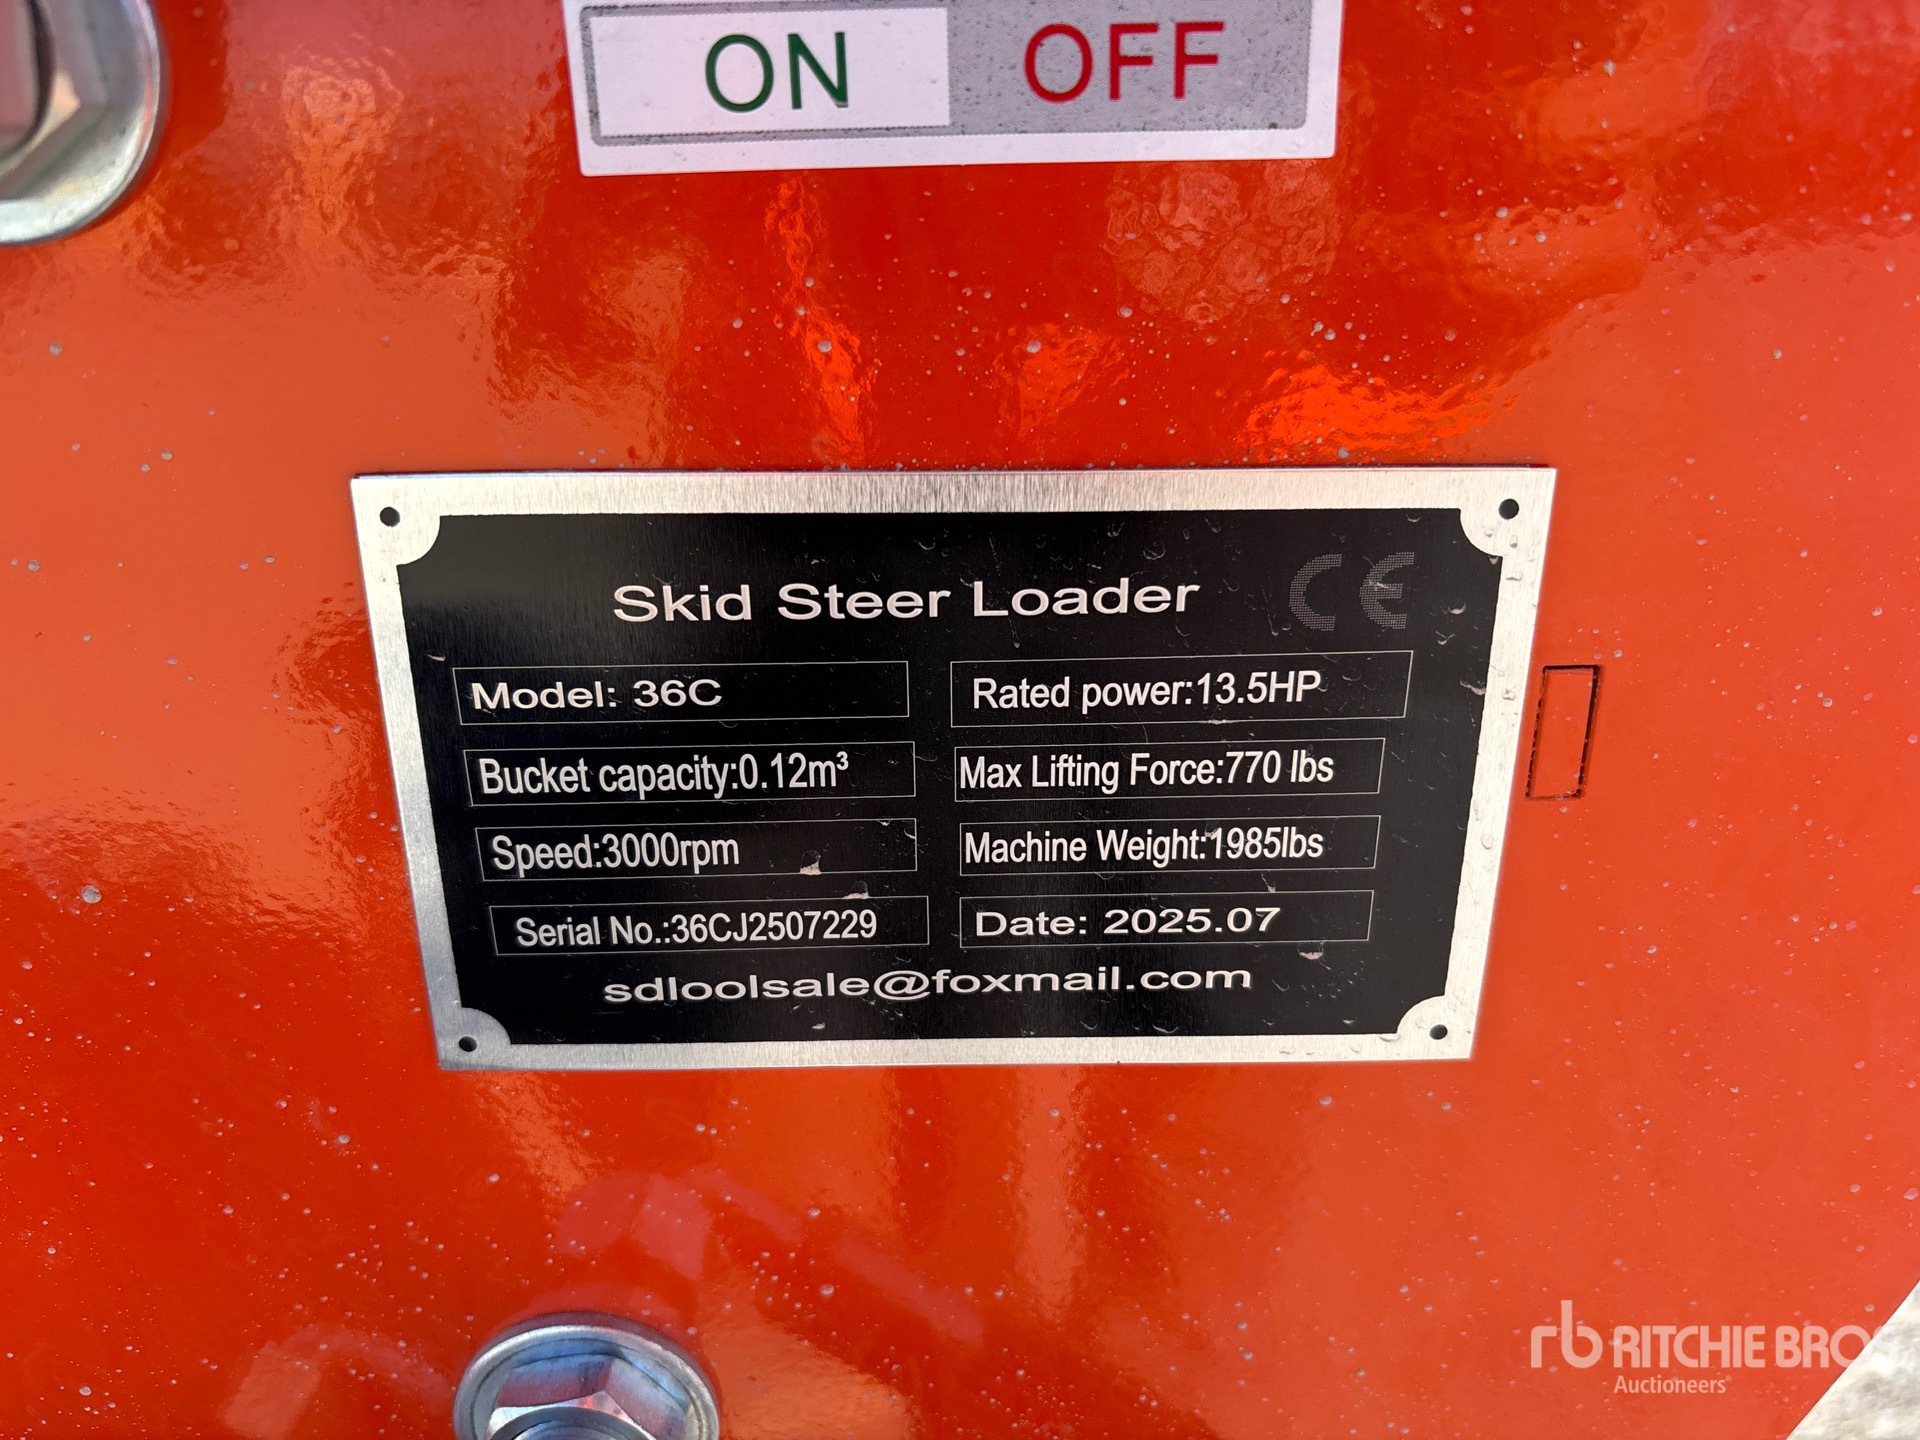 ON OFF
Skid Steer Loader CE
Model: 36C
Rated power:13.5HP
Bucket capacity:0.12m³
Max Lifting Force:770 lbs
Speed:3000rpm
Machine Weight:1985lbs
Serial No.:36CJ2507229
Date: 2025.07
sdloolsale@foxmail.com
rb RITCHIE BROS
Auctioneers